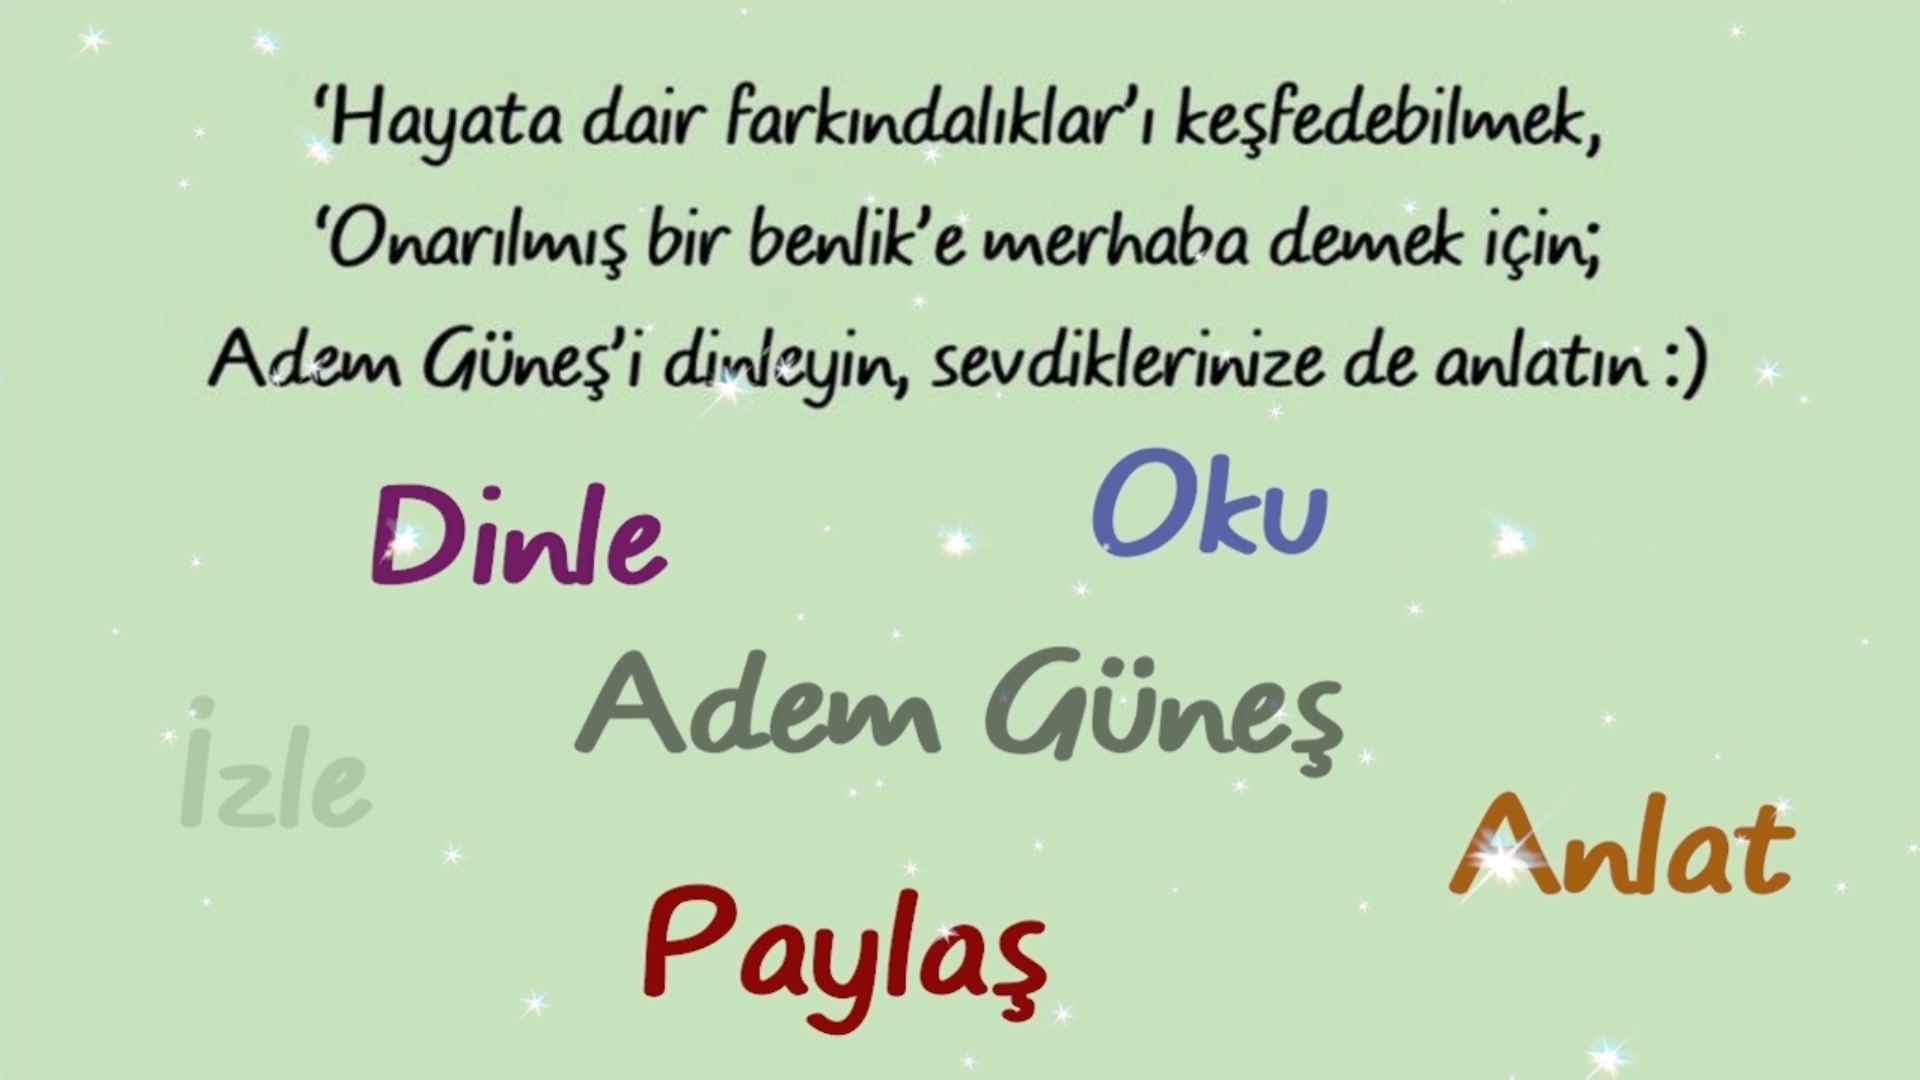 ‘Hayata dair farkındalıklar’ı keşfedebilmek,
‘Onarılmış bir benlik’e merhaba demek için;
Adem Güneş’i dinleyin, sevdiklerinize de anlatın :)
Dinle
Oku
Adem Güneş
İzle
Anlat
Paylaş